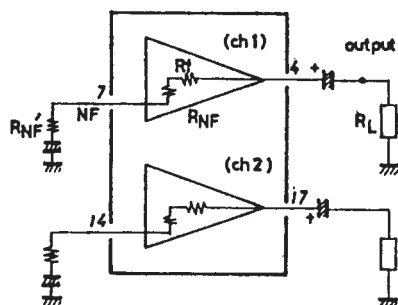 (ch1)
output
7
NF
Rf
RNF
4
+
RNF'
RL
(ch2)
14
17
+